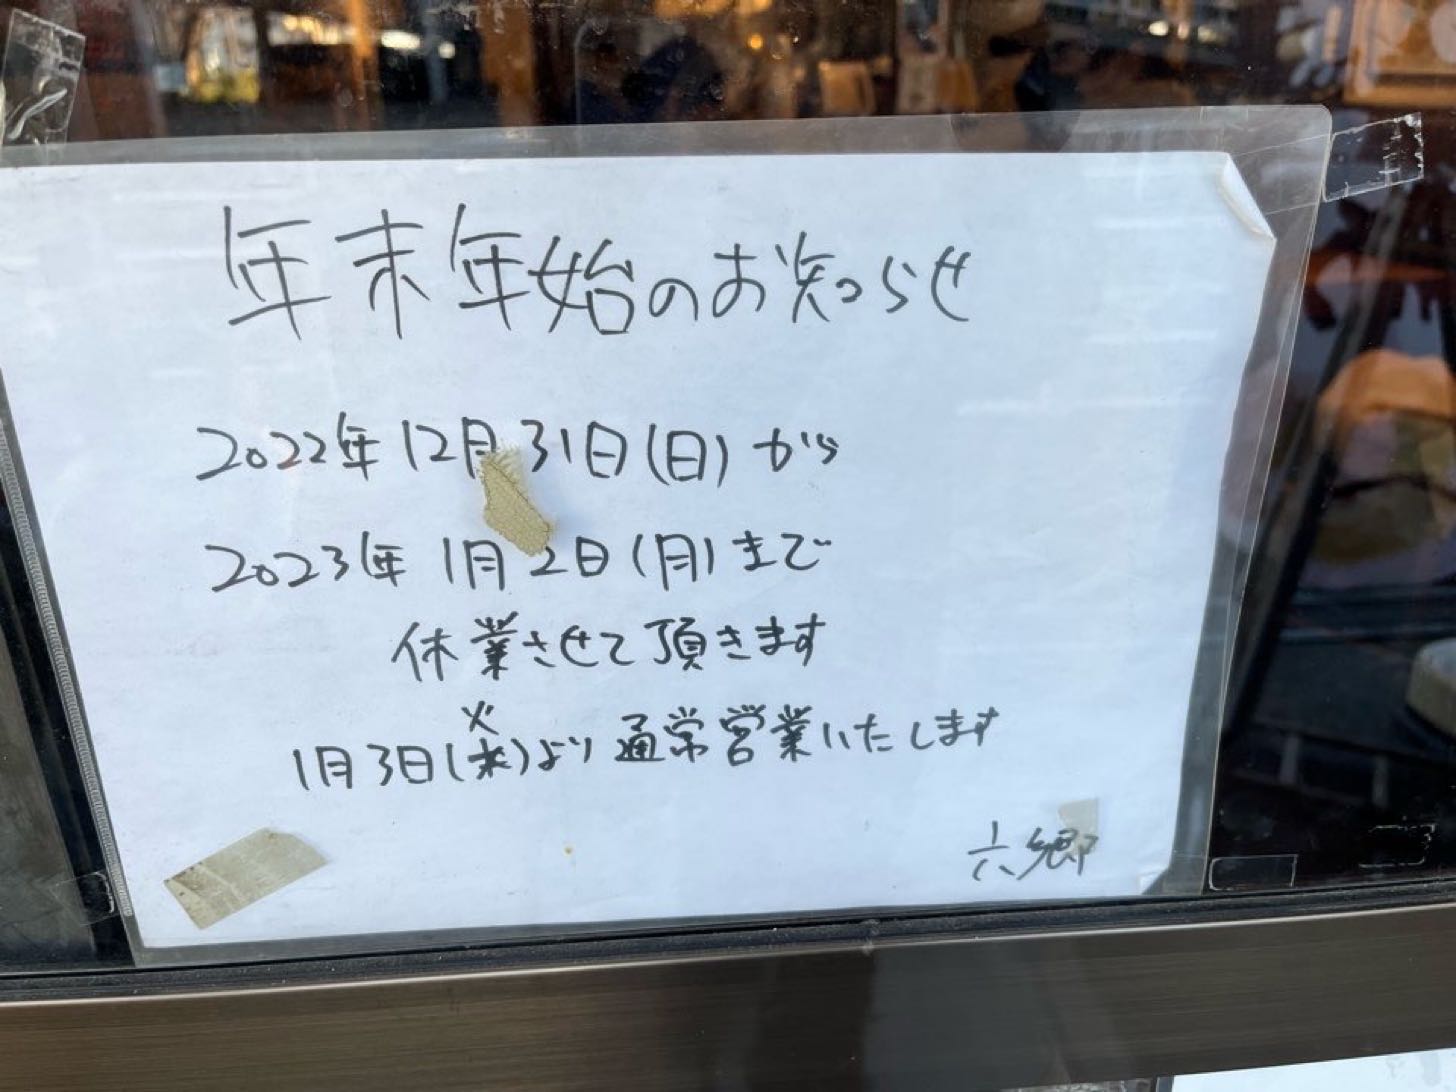 年末年始のお知らせ
2022年12月31日(日)から
2023年1月2日(月)まで
休業させて頂きます
火
1月3日(水)より通常営業いたします
六郷